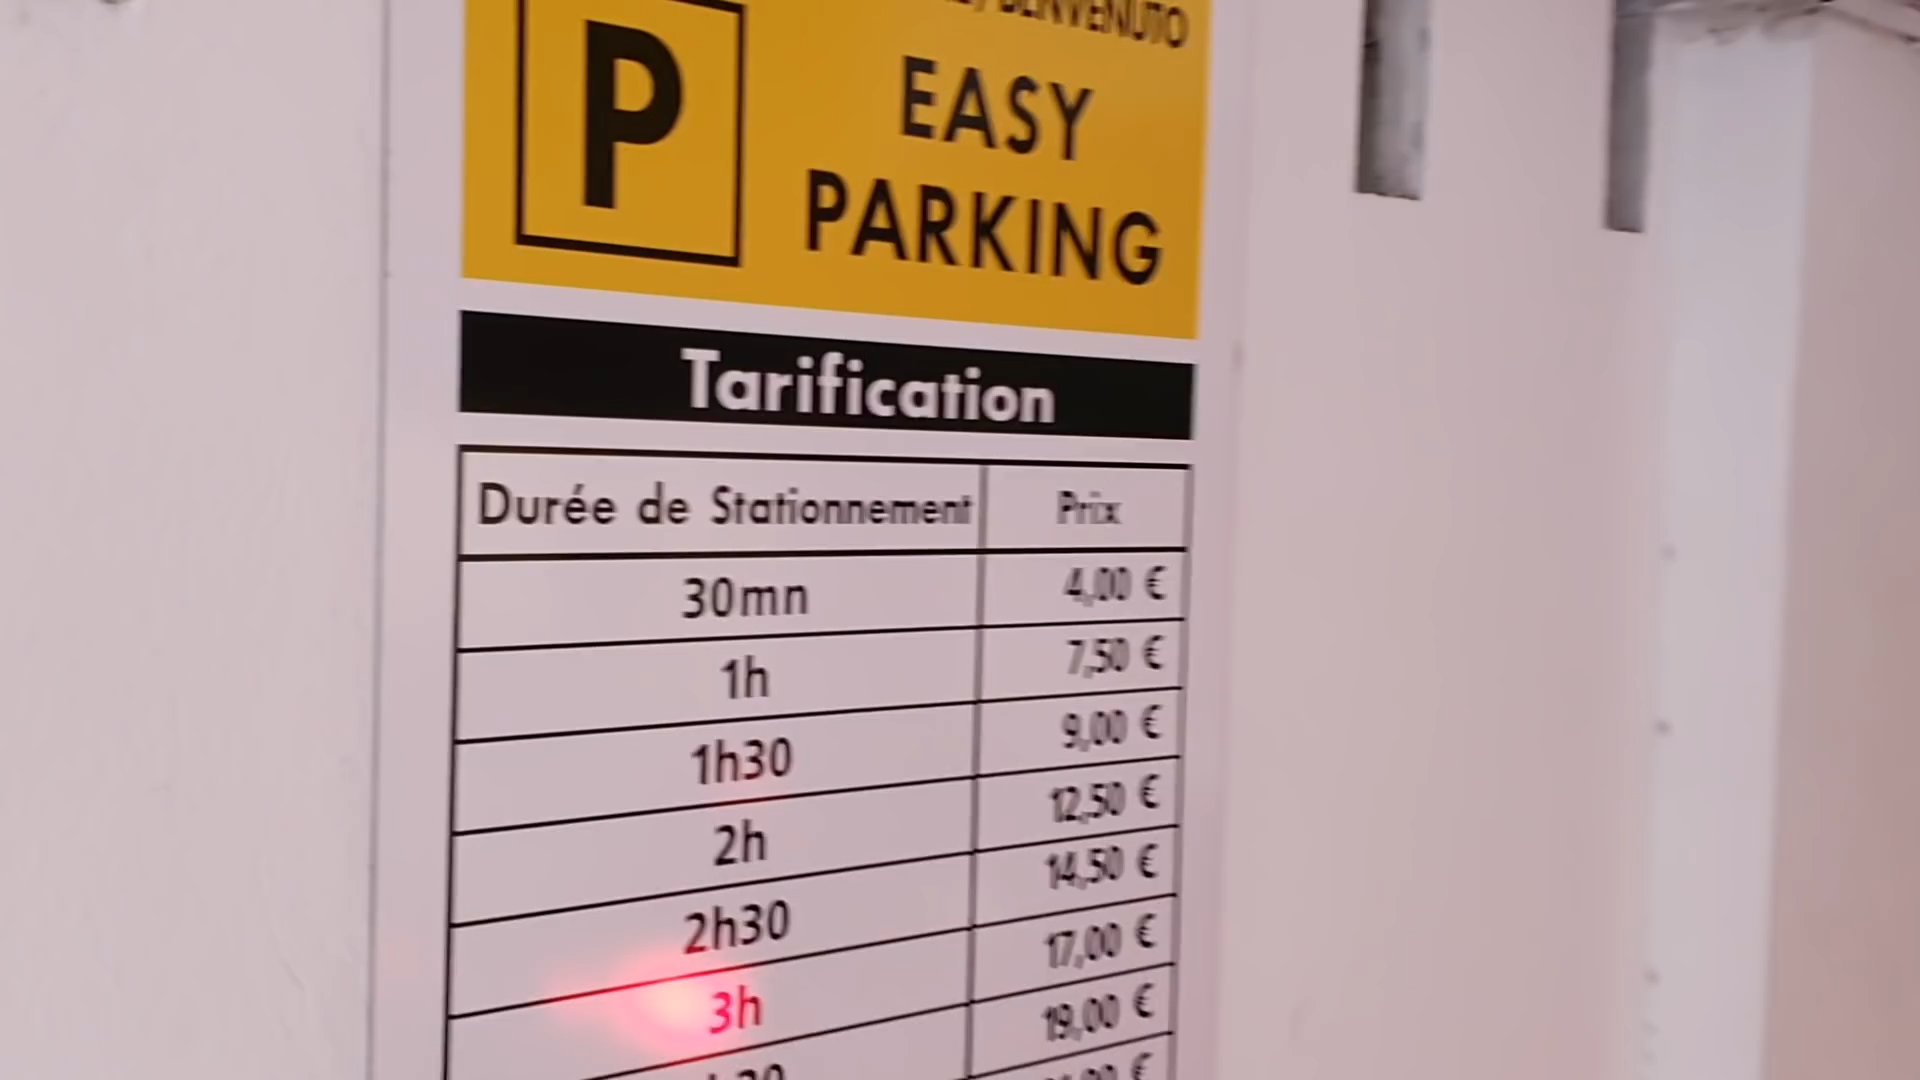 BENVENUTO
P
EASY
PARKING
Tarification
Durée de Stationnement Prix
30mn 4,00 €
1h 7,50 €
1h30 9,00 €
2h 12,50 €
2h30 14,50 €
3h 17,00 €
19,00 €